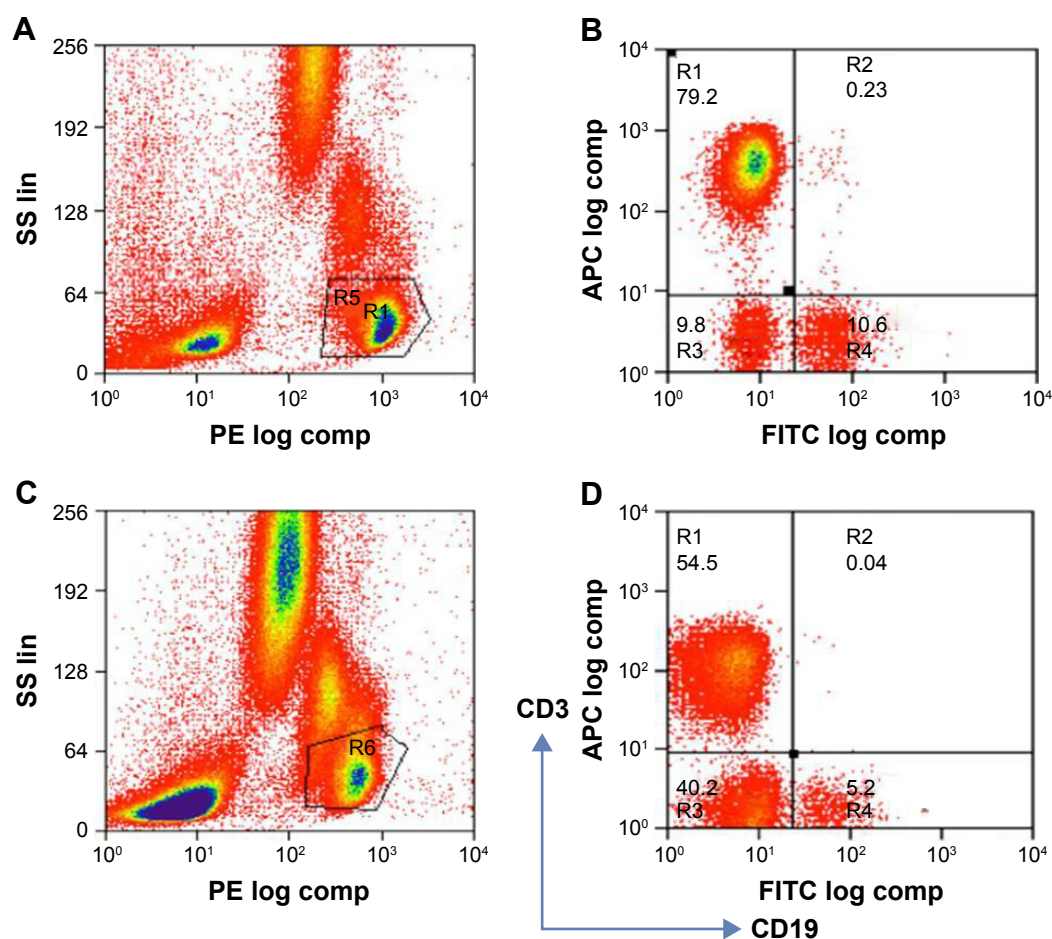 A
SS lin
256
192
128
64
0
R5
R1
10⁰
10¹
10²
10³
10⁴
PE log comp
B
APC log comp
10⁴
10³
10²
10¹
10⁰
R1
79.2
R2
0.23
9.8
R3
10.6
R4
10⁰
10¹
10²
10³
10⁴
FITC log comp
C
SS lin
256
192
128
64
0
R6
10⁰
10¹
10²
10³
10⁴
PE log comp
D
APC log comp
10⁴
10³
10²
10¹
10⁰
R1
54.5
R2
0.04
40.2
R3
5.2
R4
10⁰
10¹
10²
10³
10⁴
FITC log comp
CD3
CD19